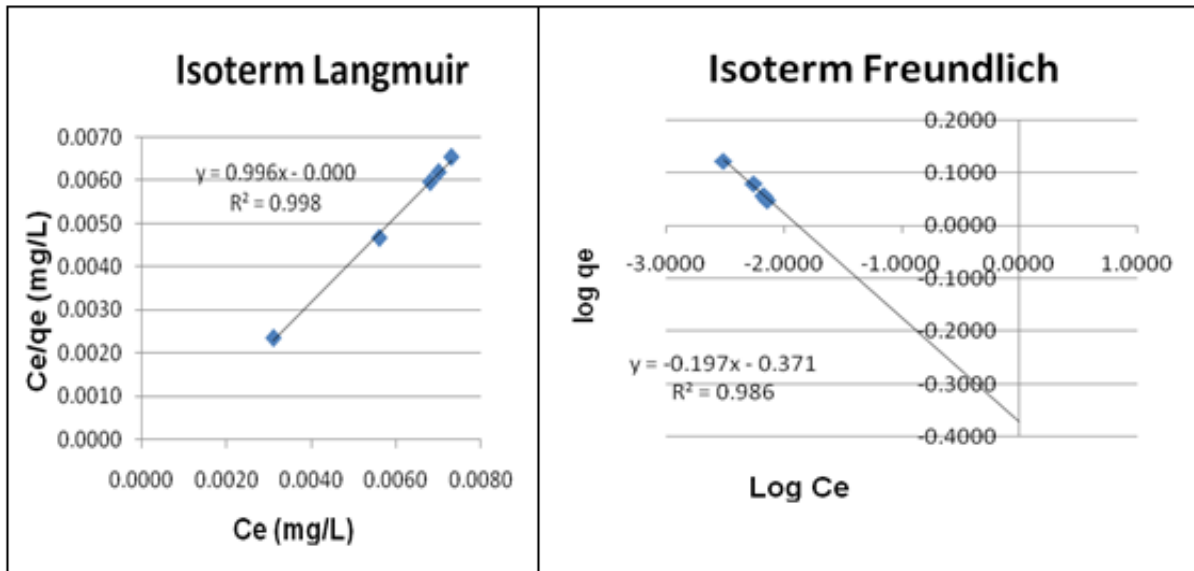 Isoterm Langmuir
Ce/qe (mg/L)
0.0070
0.0060
0.0050
0.0040
0.0030
0.0020
0.0010
0.0000
y = 0.996x - 0.000
R² = 0.998
0.0000 0.0020 0.0040 0.0060 0.0080
Ce (mg/L)
Isoterm Freundlich
log qe
0.2000
0.1000
0.0000
-3.0000 -2.0000 -1.0000 0.0000 1.0000
-0.1000
-0.2000
-0.3000
-0.4000
y = -0.197x - 0.371
R² = 0.986
Log Ce